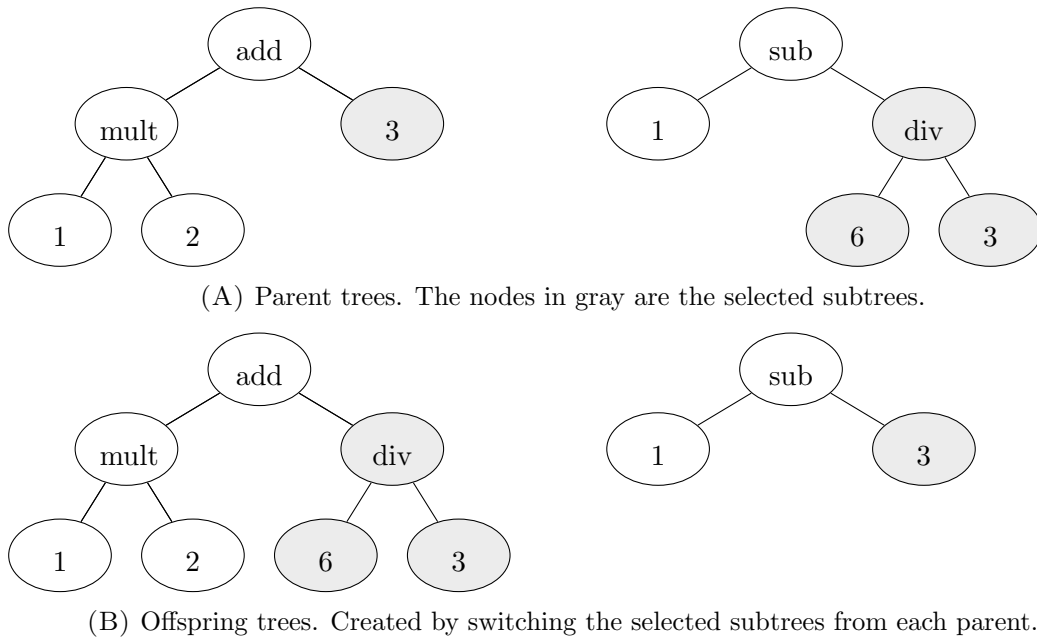 add
sub
mult
3
1
div
1
2
6
3
(A) Parent trees. The nodes in gray are the selected subtrees.
add
sub
mult
div
1
3
1
2
6
3
(B) Offspring trees. Created by switching the selected subtrees from each parent.